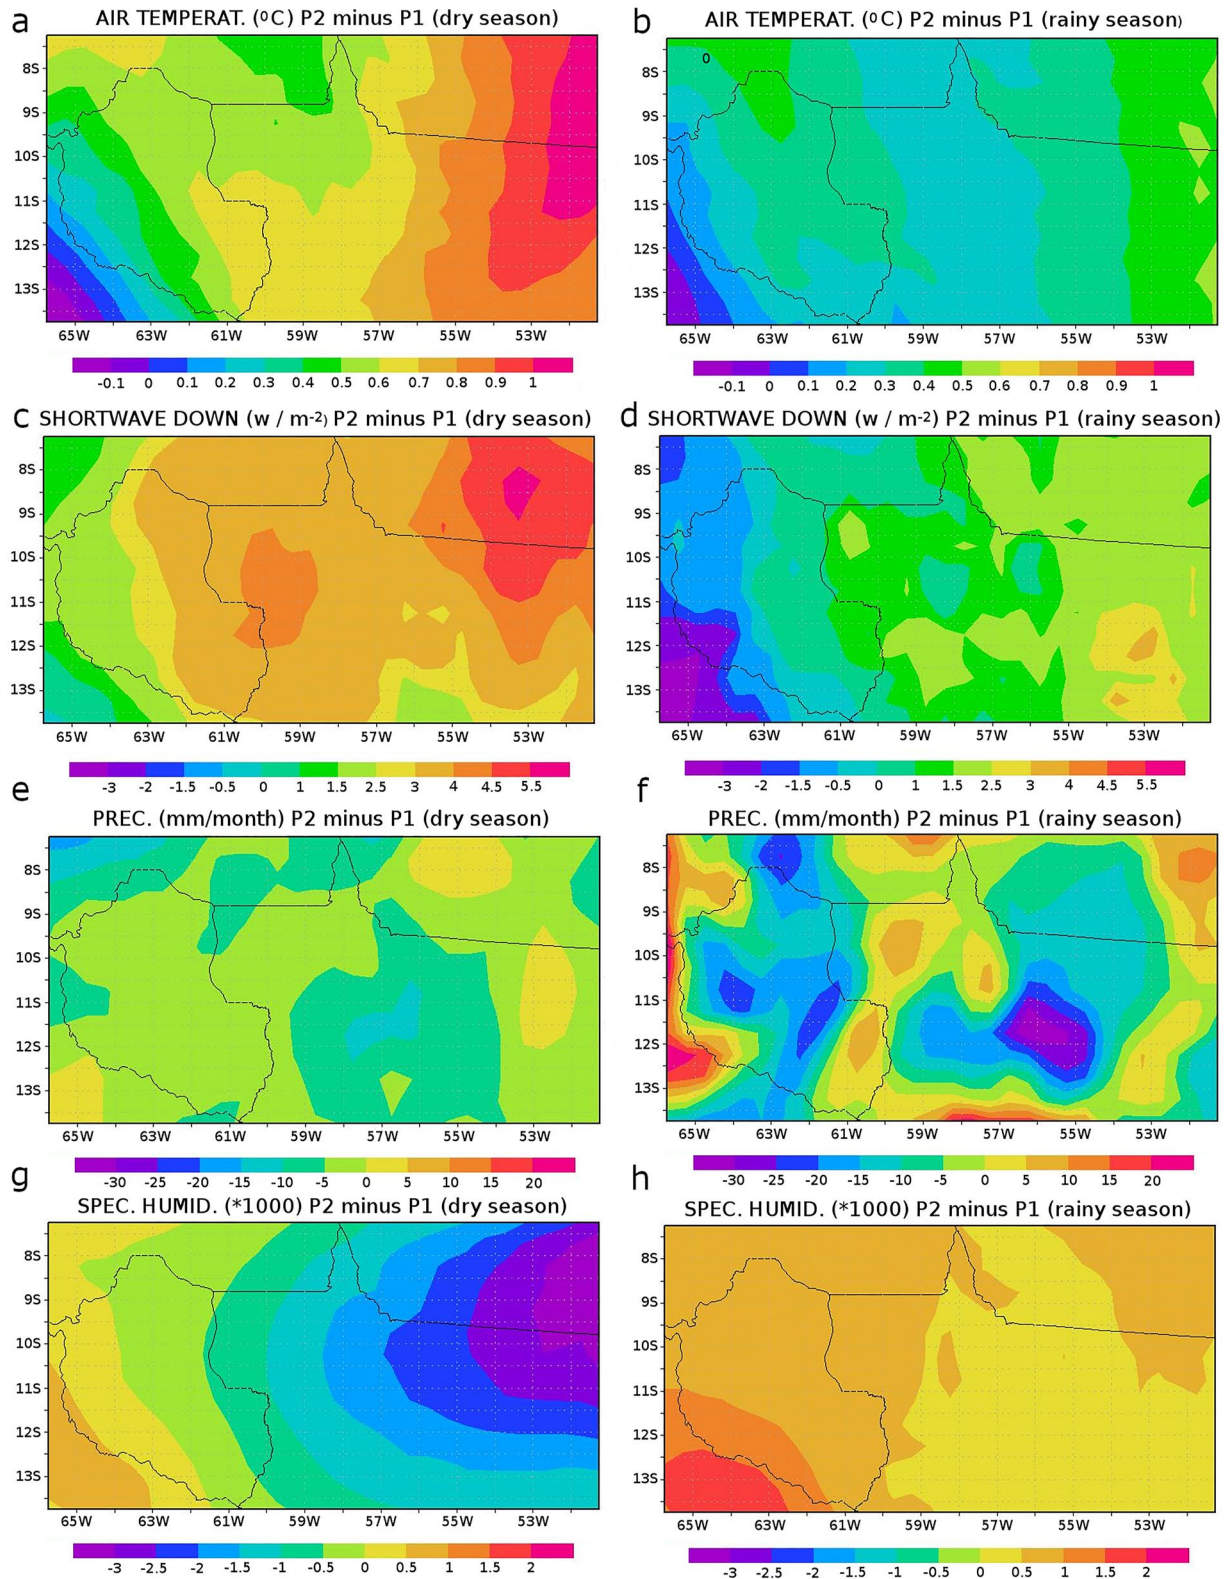 a
AIR TEMPERAT. (ºC) P2 minus P1 (dry season)
8S
9S
10S
11S
12S
13S
65W 63W 61W 59W 57W 55W 53W
-0.1 0 0.1 0.2 0.3 0.4 0.5 0.6 0.7 0.8 0.9 1
b
AIR TEMPERAT. (ºC) P2 minus P1 (rainy season)
0
8S
9S
10S
11S
12S
13S
65W 63W 61W 59W 57W 55W 53W
-0.1 0 0.1 0.2 0.3 0.4 0.5 0.6 0.7 0.8 0.9 1
c
SHORTWAVE DOWN (w / m-2) P2 minus P1 (dry season)
8S
9S
10S
11S
12S
13S
65W 63W 61W 59W 57W 55W 53W
-3 -2 -1.5 -0.5 0 1 1.5 2.5 3 4 4.5 5.5
d
SHORTWAVE DOWN (w / m-2) P2 minus P1 (rainy season)
8S
9S
10S
11S
12S
13S
65W 63W 61W 59W 57W 55W 53W
-3 -2 -1.5 -0.5 0 1 1.5 2.5 3 4 4.5 5.5
e
PREC. (mm/month) P2 minus P1 (dry season)
8S
9S
10S
11S
12S
13S
65W 63W 61W 59W 57W 55W 53W
-30 -25 -20 -15 -10 -5 0 5 10 15 20
f
PREC. (mm/month) P2 minus P1 (rainy season)
8S
9S
10S
11S
12S
13S
65W 63W 61W 59W 57W 55W 53W
-30 -25 -20 -15 -10 -5 0 5 10 15 20
g
SPEC. HUMID. (*1000) P2 minus P1 (dry season)
8S
9S
10S
11S
12S
13S
65W 63W 61W 59W 57W 55W 53W
-3 -2.5 -2 -1.5 -1 -0.5 0 0.5 1 1.5 2
h
SPEC. HUMID. (*1000) P2 minus P1 (rainy season)
8S
9S
10S
11S
12S
13S
65W 63W 61W 59W 57W 55W 53W
-3 -2.5 -2 -1.5 -1 -0.5 0 0.5 1 1.5 2